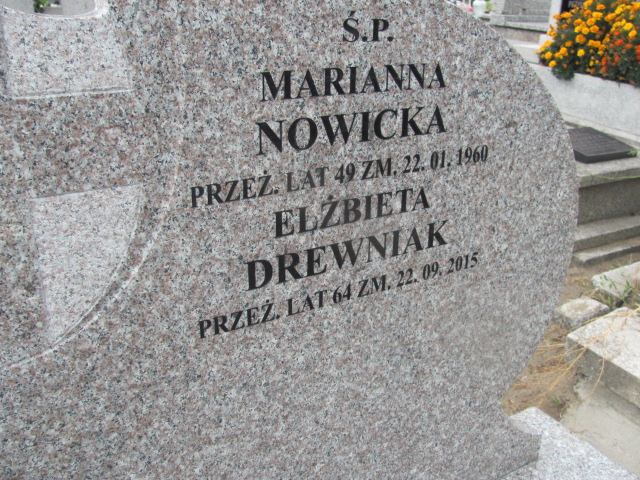 Ś.P.
MARIANNA
NOWICKA
PRZEŻ. LAT 49 ZM. 22. 01. 1960
ELŻBIETA
DREWNIAK
PRZEŻ. LAT 64 ZM. 22. 09. 2015